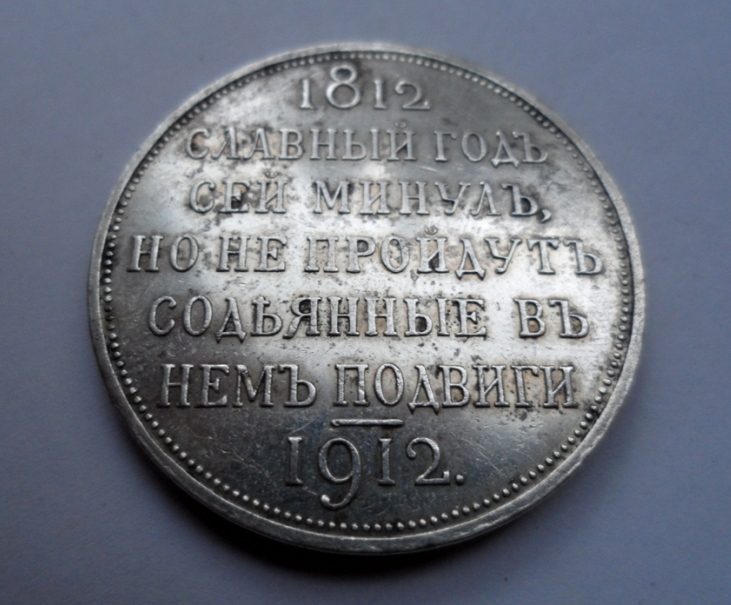 1812
СЛАВНЫЙ ГОДЪ
СЕЙ МИНУЛЪ,
НО НЕ ПРОЙДУТЪ
СОДѢЯННЫЕ ВЪ
НЕМЪ ПОДВИГИ
1912.